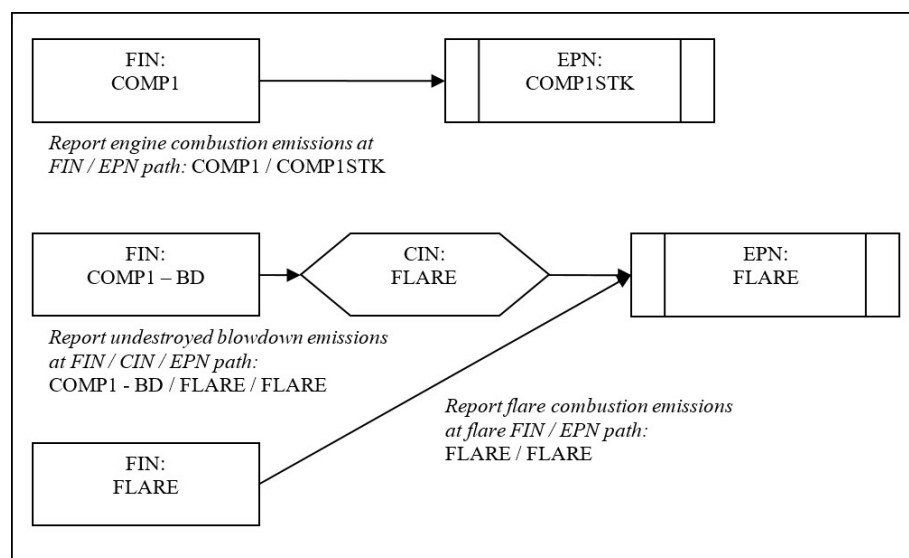 FIN:
COMP1
EPN:
COMP1STK
Report engine combustion emissions at
FIN / EPN path: COMP1 / COMP1STK
FIN:
COMP1 – BD
CIN:
FLARE
EPN:
FLARE
Report undestroyed blowdown emissions
at FIN / CIN / EPN path:
COMP1 - BD / FLARE / FLARE
Report flare combustion emissions
at flare FIN / EPN path:
FLARE / FLARE
FIN:
FLARE